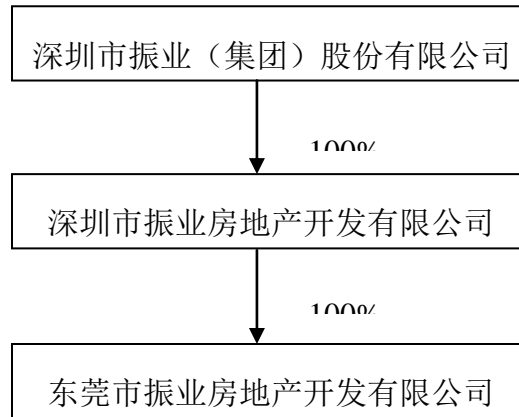 深圳市振业（集团）股份有限公司
100%
深圳市振业房地产开发有限公司
100%
东莞市振业房地产开发有限公司